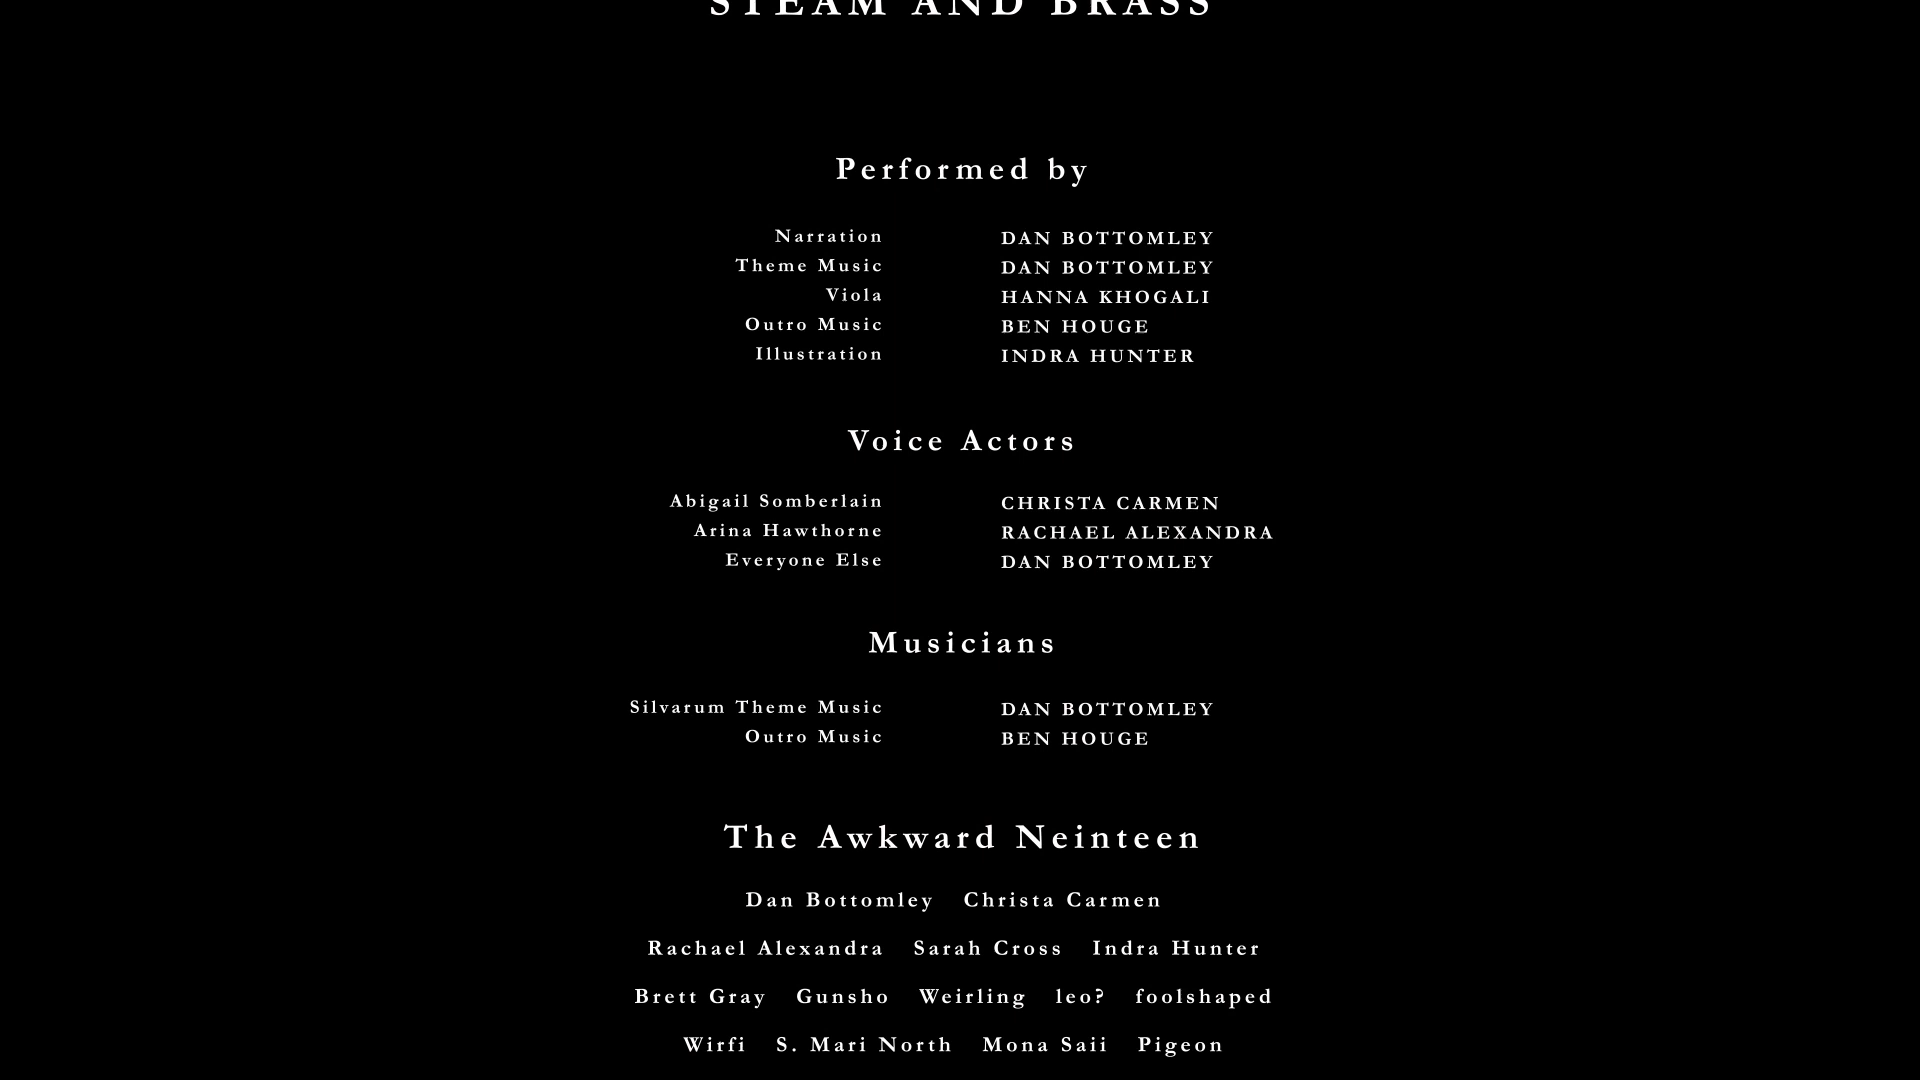 STEAM AND BRASS
Performed by
Narration DAN BOTTOMLEY
Theme Music DAN BOTTOMLEY
Viola HANNA KHOGALI
Outro Music BEN HOUGE
Illustration INDRA HUNTER
Voice Actors
Abigail Somberlain CHRISTA CARMEN
Arina Hawthorne RACHAEL ALEXANDRA
Everyone Else DAN BOTTOMLEY
Musicians
Silvarum Theme Music DAN BOTTOMLEY
Outro Music BEN HOUGE
The Awkward Neinteen
Dan Bottomley Christa Carmen
Rachael Alexandra Sarah Cross Indra Hunter
Brett Gray Gunsho Weirling leo? foolshaped
Wirfi S. Mari North Mona Saii Pigeon